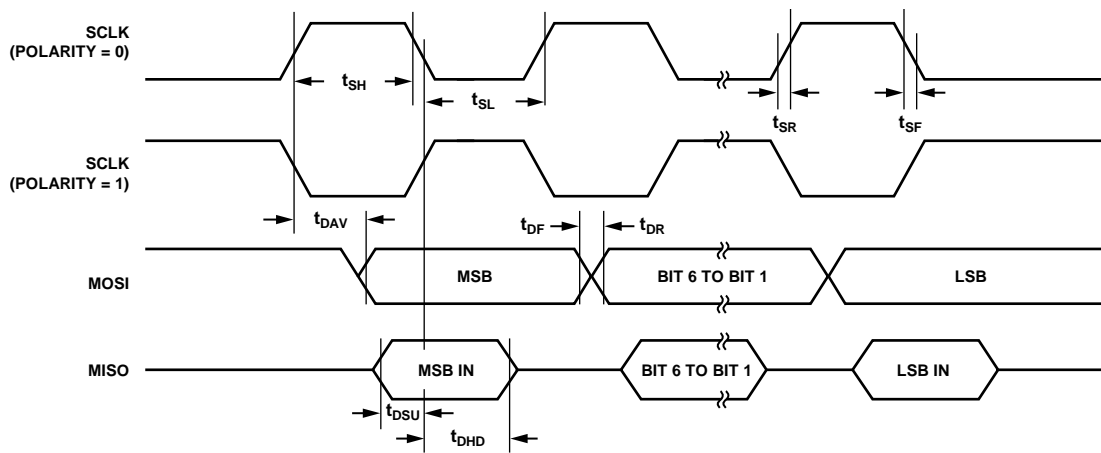 SCLK
(POLARITY = 0)
tSH
tSL
tSR
tSF
SCLK
(POLARITY = 1)
tDAV
tDF
tDR
MOSI
MSB
BIT 6 TO BIT 1
LSB
MISO
MSB IN
BIT 6 TO BIT 1
LSB IN
tDSU
tDHD